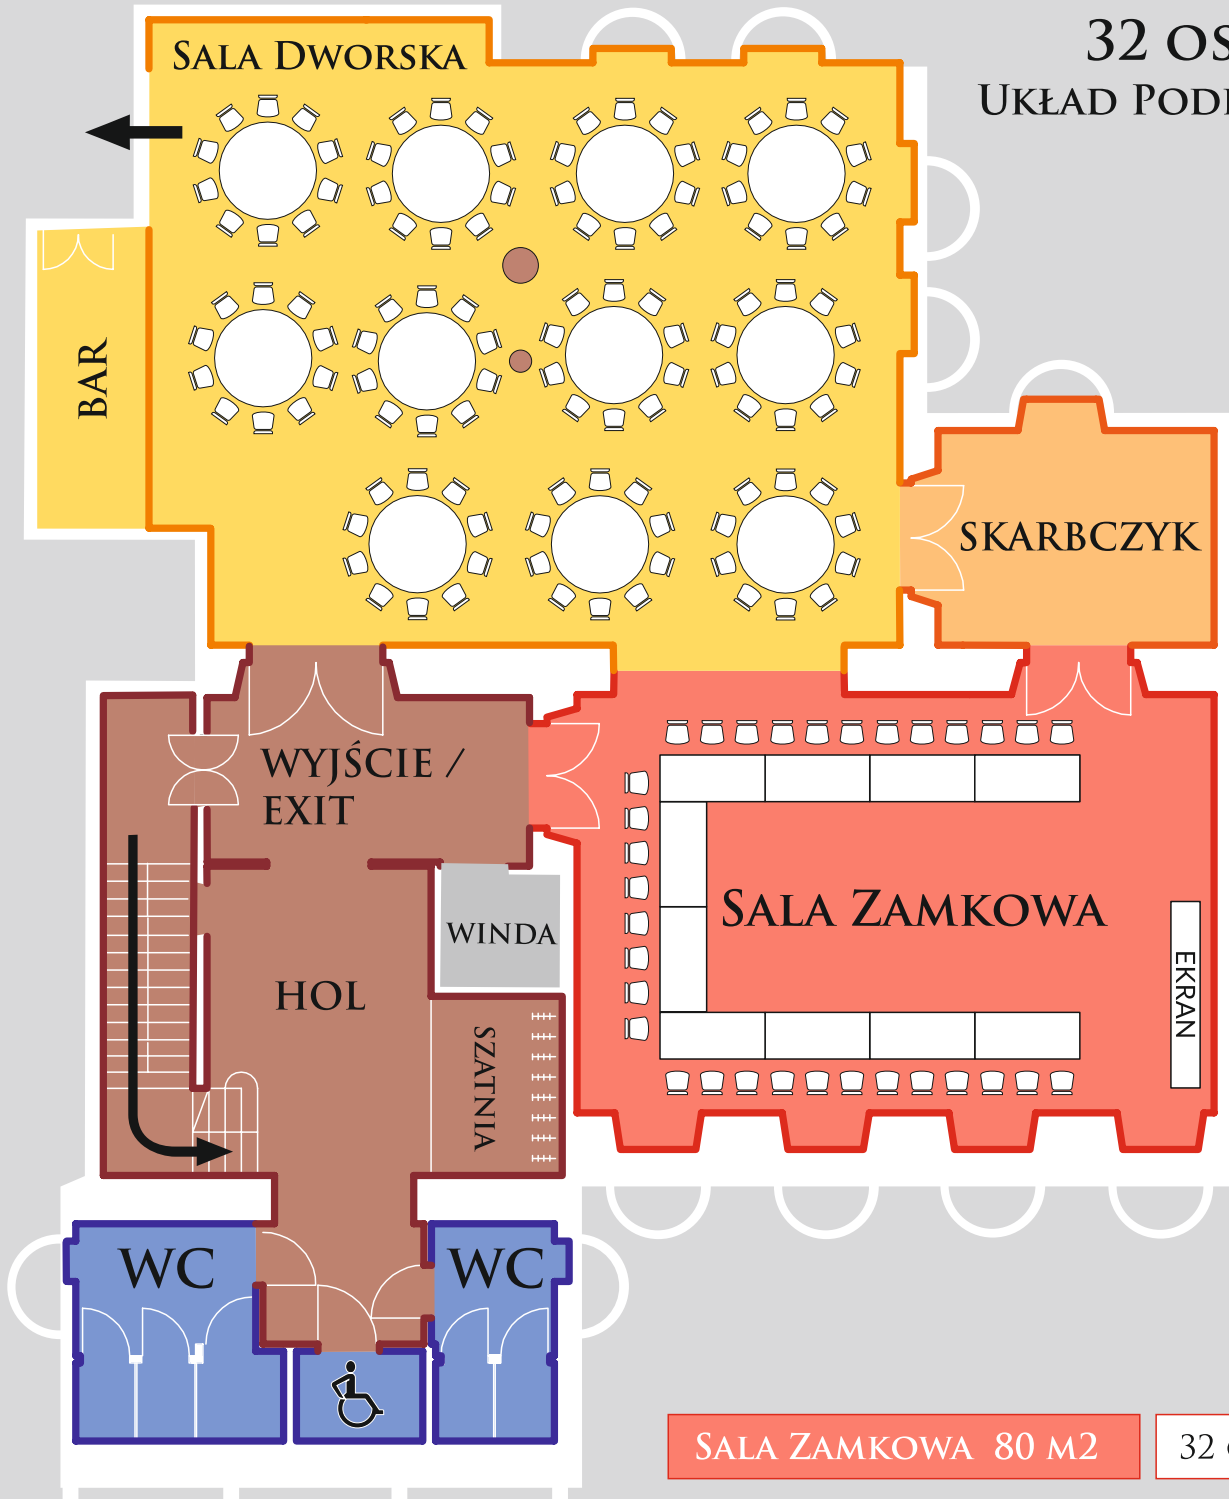 32 OS
UKŁAD POD
SALA DWORSKA
BAR
SKARBCZYK
WYJŚCIE /
EXIT
WINDA
SALA ZAMKOWA
EKRAN
HOL
SZATNIA
WC
WC
SALA ZAMKOWA 80 M2
32